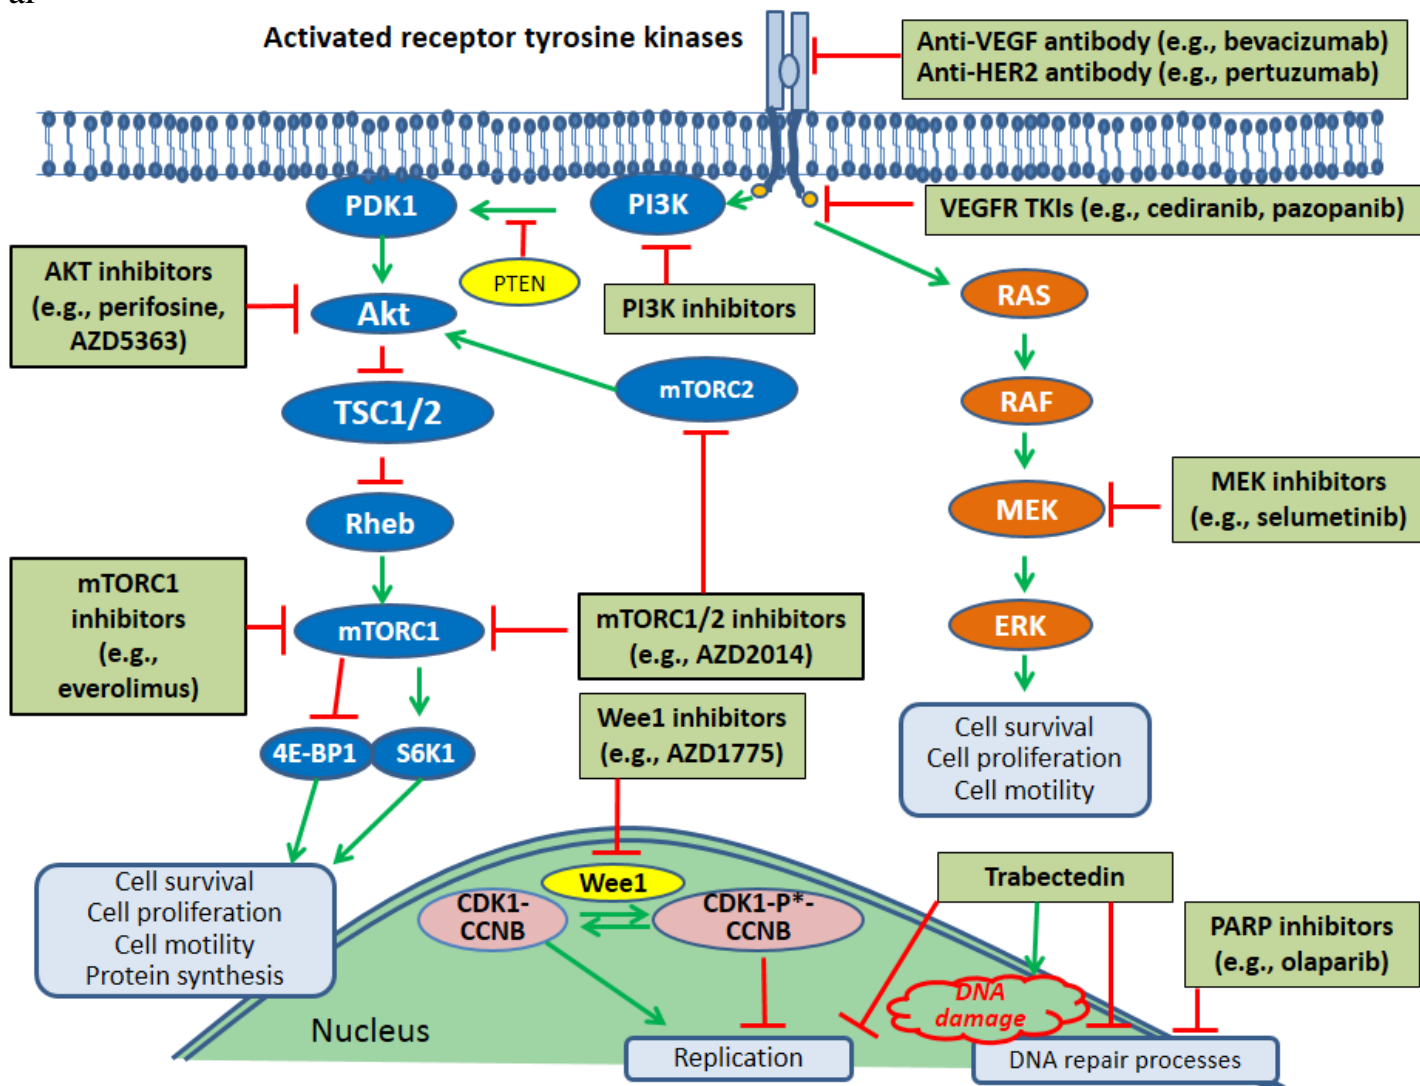 Activated receptor tyrosine kinases
Anti-VEGF antibody (e.g., bevacizumab)
Anti-HER2 antibody (e.g., pertuzumab)
PDK1
PI3K
VEGFR TKIs (e.g., cediranib, pazopanib)
AKT inhibitors
(e.g., perifosine,
AZD5363)
PTEN
PI3K inhibitors
RAS
Akt
mTORC2
RAF
TSC1/2
MEK inhibitors
(e.g., selumetinib)
MEK
Rheb
mTORC1
inhibitors
(e.g.,
everolimus)
mTORC1
mTORC1/2 inhibitors
(e.g., AZD2014)
ERK
Wee1 inhibitors
(e.g., AZD1775)
4E-BP1
S6K1
Cell survival
Cell proliferation
Cell motility
Cell survival
Cell proliferation
Cell motility
Protein synthesis
Wee1
CDK1-
CCNB
CDK1-P*-
CCNB
Trabectedin
PARP inhibitors
(e.g., olaparib)
DNA
damage
Nucleus
Replication
DNA repair processes